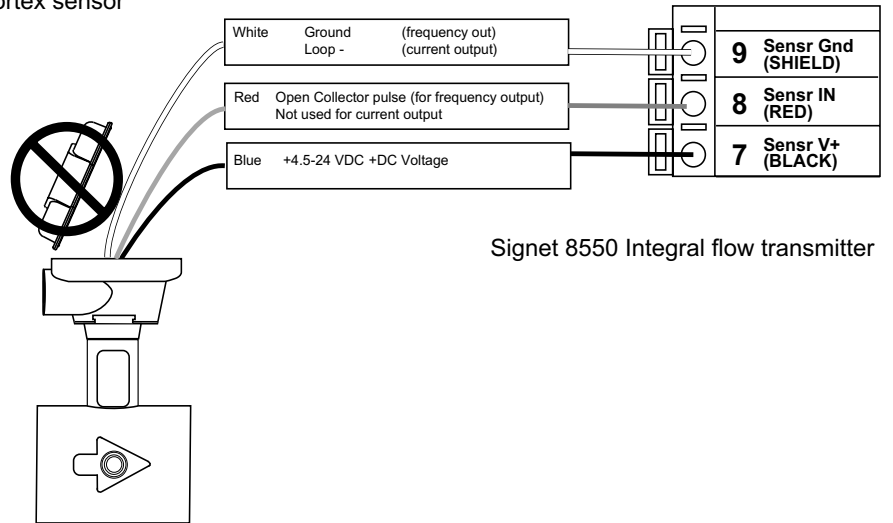 sensor
White Ground (frequency out)
Loop - (current output)
9 Sensr Gnd
(SHIELD)
Red Open Collector pulse (for frequency output)
Not used for current output
8 Sensr IN
(RED)
Blue +4.5-24 VDC +DC Voltage
7 Sensr V+
(BLACK)
Signet 8550 Integral flow transmitter